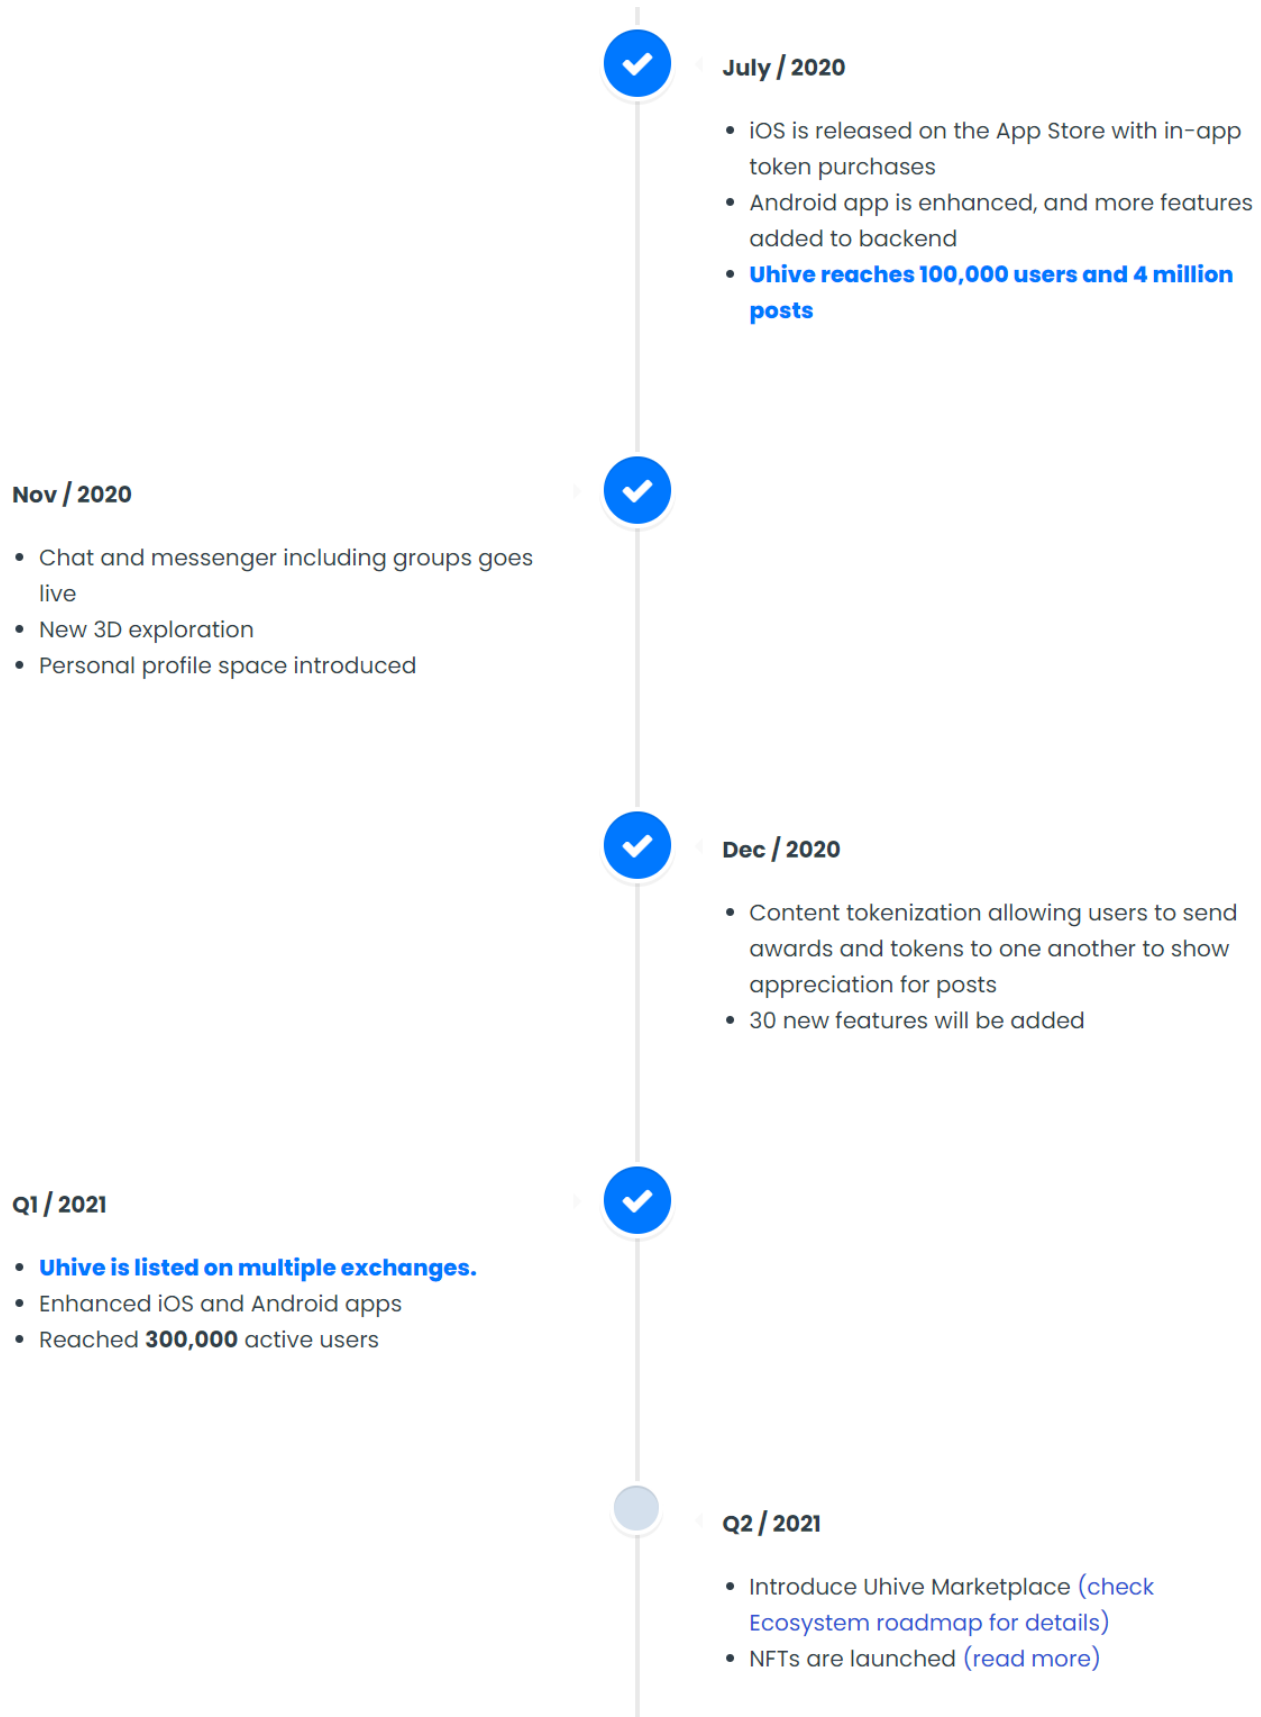 July / 2020
• iOS is released on the App Store with in-app
token purchases
• Android app is enhanced, and more features
added to backend
• Uhive reaches 100,000 users and 4 million
posts
Nov / 2020
• Chat and messenger including groups goes
live
• New 3D exploration
• Personal profile space introduced
Dec / 2020
• Content tokenization allowing users to send
awards and tokens to one another to show
appreciation for posts
• 30 new features will be added
Q1 / 2021
• Uhive is listed on multiple exchanges.
• Enhanced iOS and Android apps
• Reached 300,000 active users
Q2 / 2021
• Introduce Uhive Marketplace (check
Ecosystem roadmap for details)
• NFTs are launched (read more)